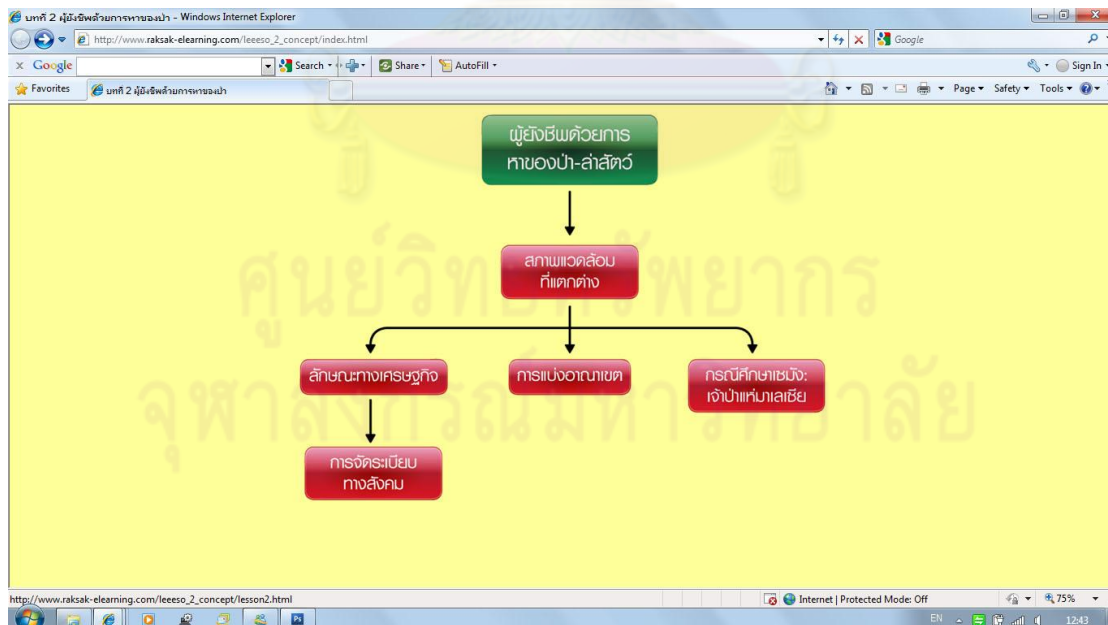 บทที่ 2 ผู้ยังชีพด้วยการหาของป่า - Windows Internet Explorer
http://www.raksak-elearning.com/leeeso_2_concept/index.html
Google
x Google
Search
Share
AutoFill
Sign In
Favorites
บทที่ 2 ผู้ยังชีพด้วยการหาของป่า
Page
Safety
Tools
ผู้ยังชีพด้วยการ
หาของป่า-ล่าสัตว์
สภาพแวดล้อม
ที่แตกต่าง
ลักษณะทางเศรษฐกิจ
การแบ่งอาณาเขต
กรณีศึกษาเซมัง:
เจ้าป่าแห่มาเลเซีย
การจัดระเบียบ
ทางสังคม
ศูนย์วิทยทรัพยากร
จุฬาลงกรณ์มหาวิทยาลัย
http://www.raksak-elearning.com/leeeso_2_concept/lesson2.html
Internet | Protected Mode: Off
75%
Ps
EN
12:43